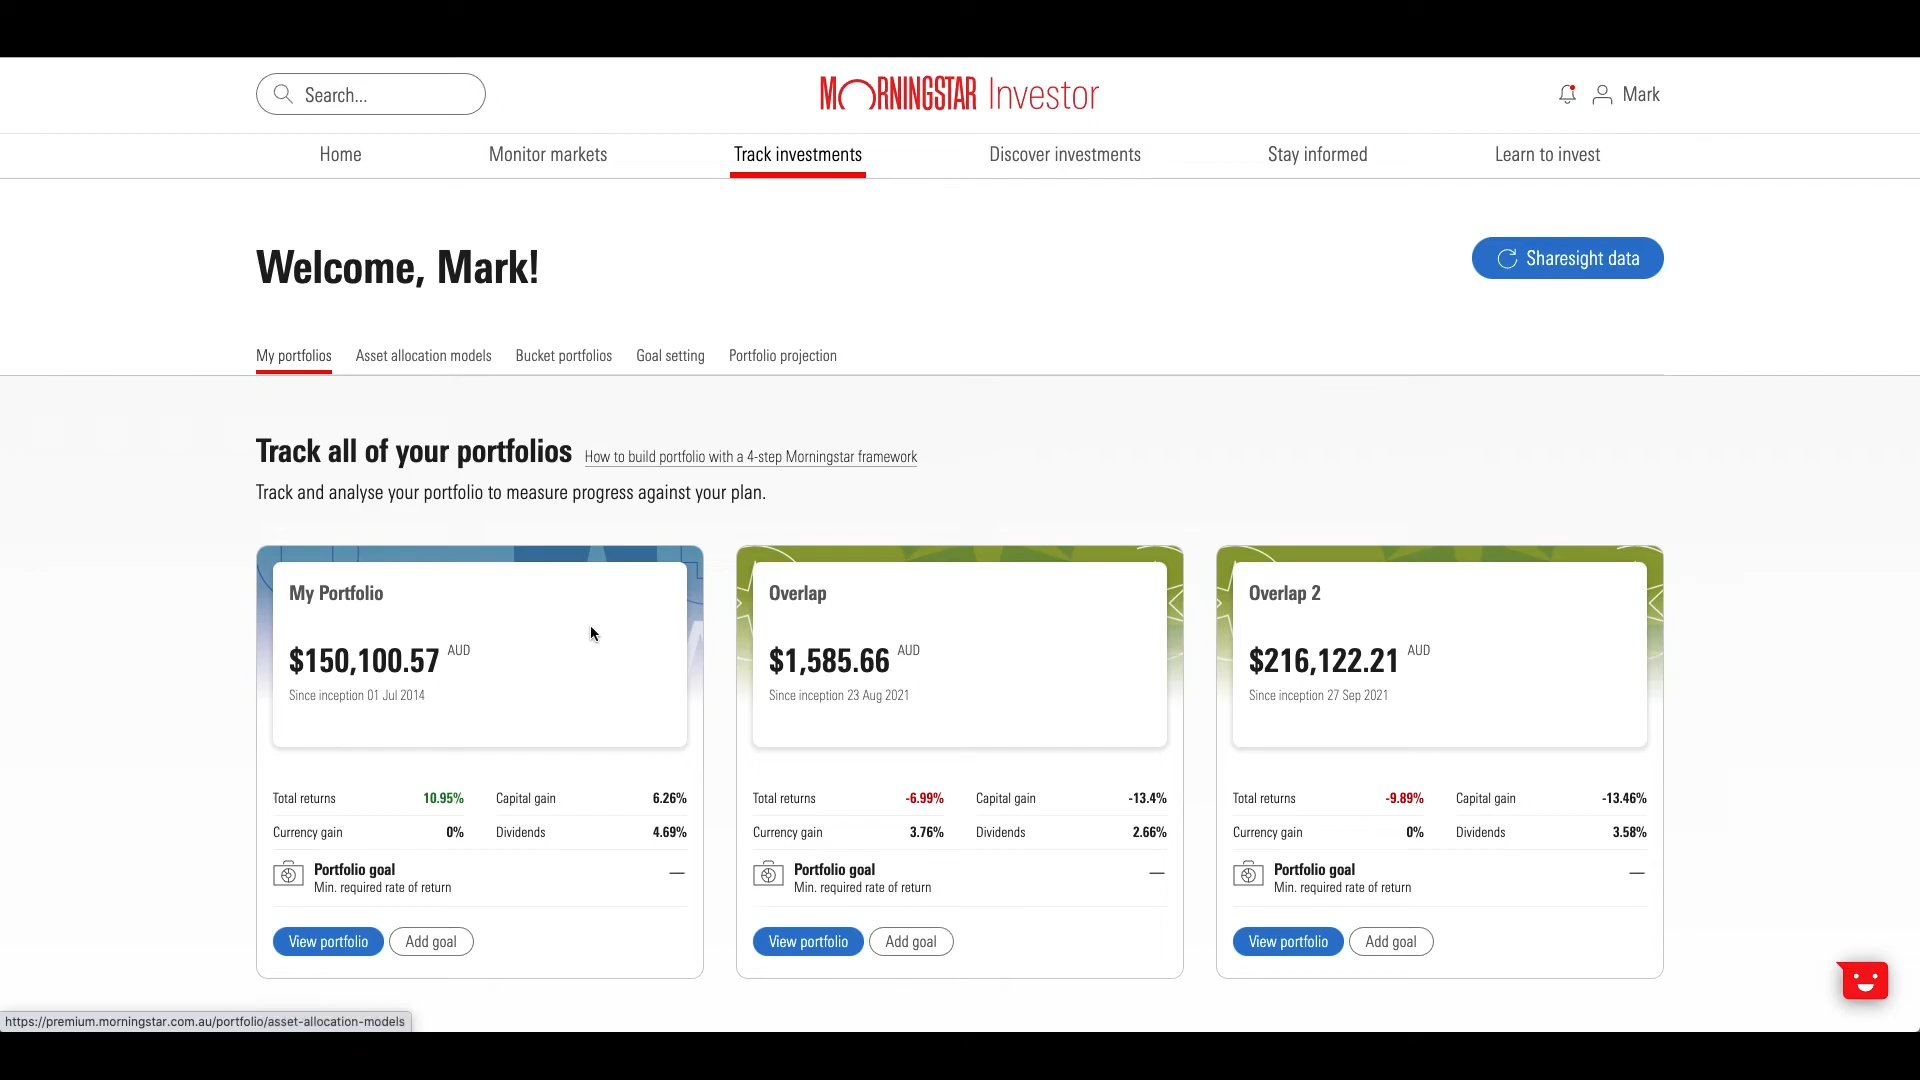 Search...
MORNINGSTAR Investor
Mark
Home
Monitor markets
Track investments
Discover investments
Stay informed
Learn to invest
Welcome, Mark!
Sharesight data
My portfolios
Asset allocation models
Bucket portfolios
Goal setting
Portfolio projection
Track all of your portfolios
How to build portfolio with a 4-step Morningstar framework
Track and analyse your portfolio to measure progress against your plan.
My Portfolio
$150,100.57 AUD
Since inception 01 Jul 2014
Total returns 10.95%
Capital gain 6.26%
Currency gain 0%
Dividends 4.69%
Portfolio goal
Min. required rate of return
—
View portfolio
Add goal
Overlap
$1,585.66 AUD
Since inception 23 Aug 2021
Total returns -6.99%
Capital gain -13.4%
Currency gain 3.76%
Dividends 2.66%
Portfolio goal
Min. required rate of return
—
View portfolio
Add goal
Overlap 2
$216,122.21 AUD
Since inception 27 Sep 2021
Total returns -9.89%
Capital gain -13.46%
Currency gain 0%
Dividends 3.58%
Portfolio goal
Min. required rate of return
—
View portfolio
Add goal
https://premium.morningstar.com.au/portfolio/asset-allocation-models